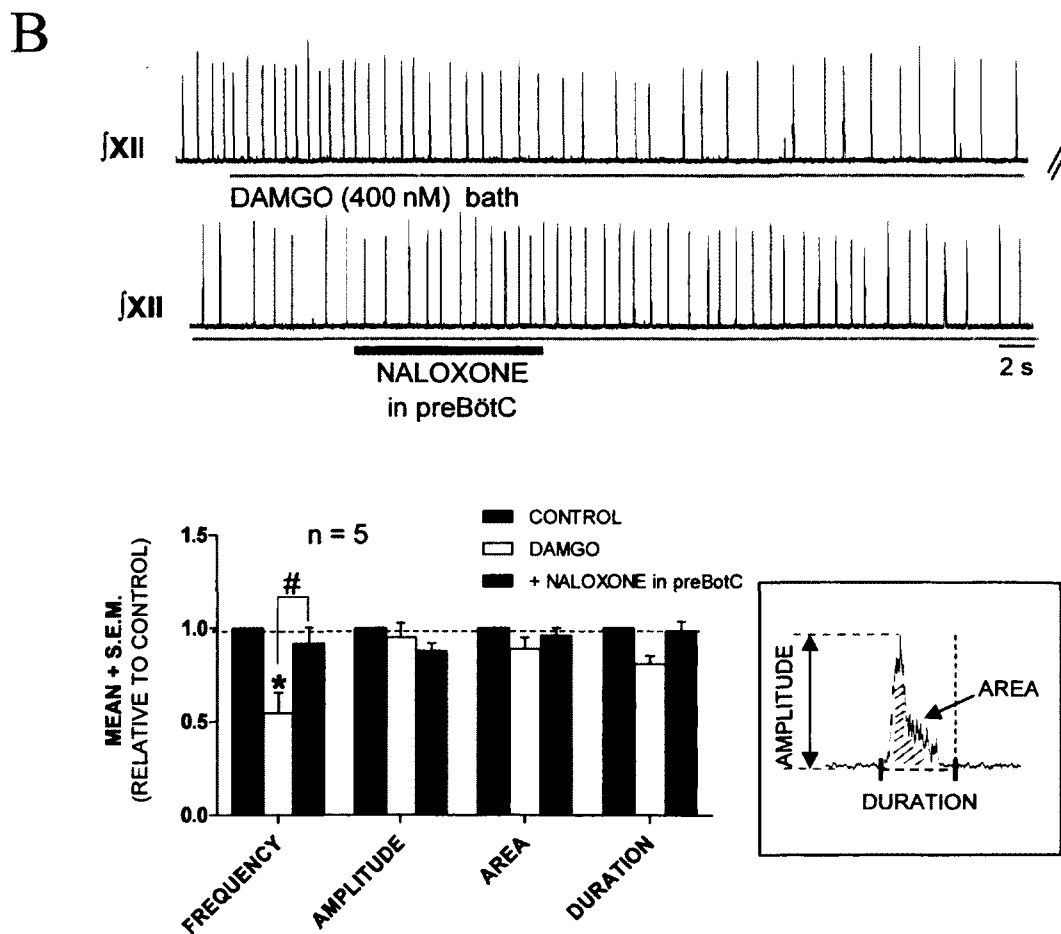 B
∫XII
DAMGO (400 nM) bath
∫XII
NALOXONE
in preBötC
2 s
n = 5
CONTROL
DAMGO
+ NALOXONE in preBotC
MEAN + S.E.M.
(RELATIVE TO CONTROL)
1.5
1.0
0.5
0.0
#
*
FREQUENCY
AMPLITUDE
AREA
DURATION
AMPLITUDE
AREA
DURATION